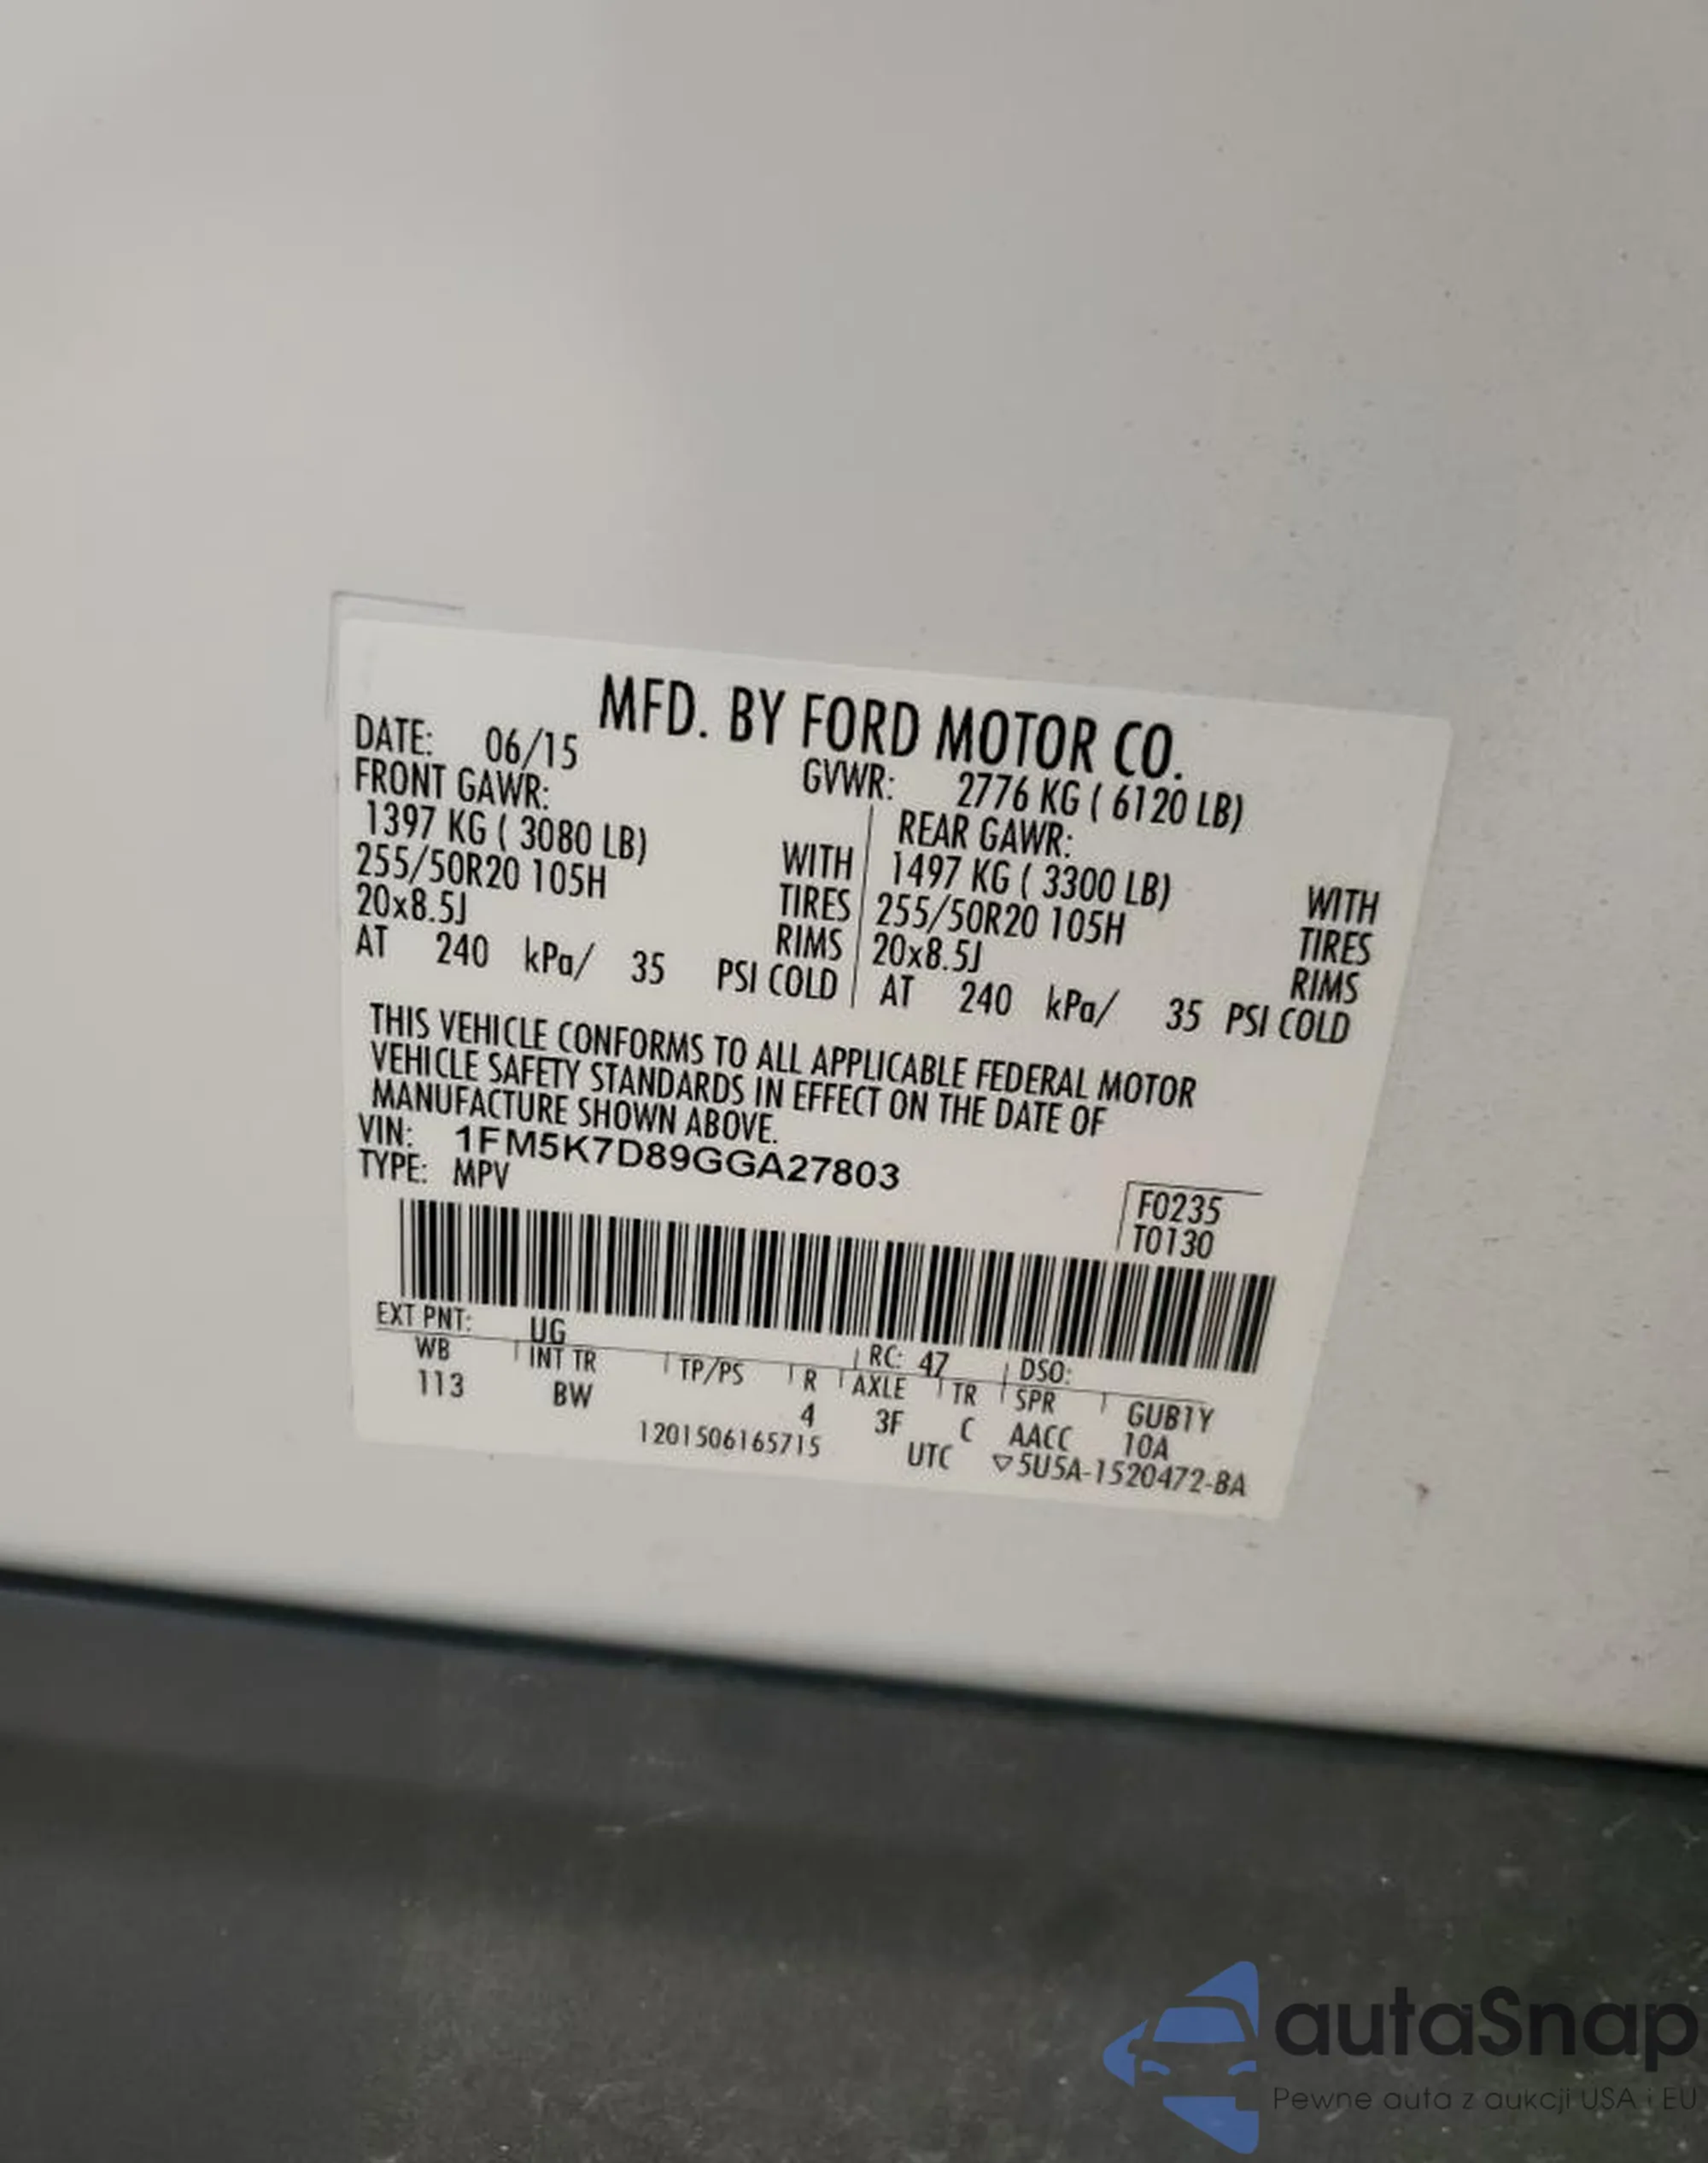 MFD. BY FORD MOTOR CO.
DATE: 06/15 GVWR: 2776 KG ( 6120 LB)
FRONT GAWR: REAR GAWR:
1397 KG ( 3080 LB) WITH 1497 KG ( 3300 LB) WITH
255/50R20 105H TIRES 255/50R20 105H TIRES
20x8.5J RIMS 20x8.5J RIMS
AT 240 kPa/ 35 PSI COLD AT 240 kPa/ 35 PSI COLD
THIS VEHICLE CONFORMS TO ALL APPLICABLE FEDERAL MOTOR
VEHICLE SAFETY STANDARDS IN EFFECT ON THE DATE OF
MANUFACTURE SHOWN ABOVE.
VIN: 1FM5K7D89GGA27803
TYPE: MPV
F0235
T0130
EXT PNT: UG RC: 47 DSO:
WB INT TR TP/PS R AXLE TR SPR GUB1Y
113 BW 4 3F C AACC 10A
1201506165715 UTC ▽5U5A-1520472-BA
autaSnap
Pewne auta z aukcji USA i EU